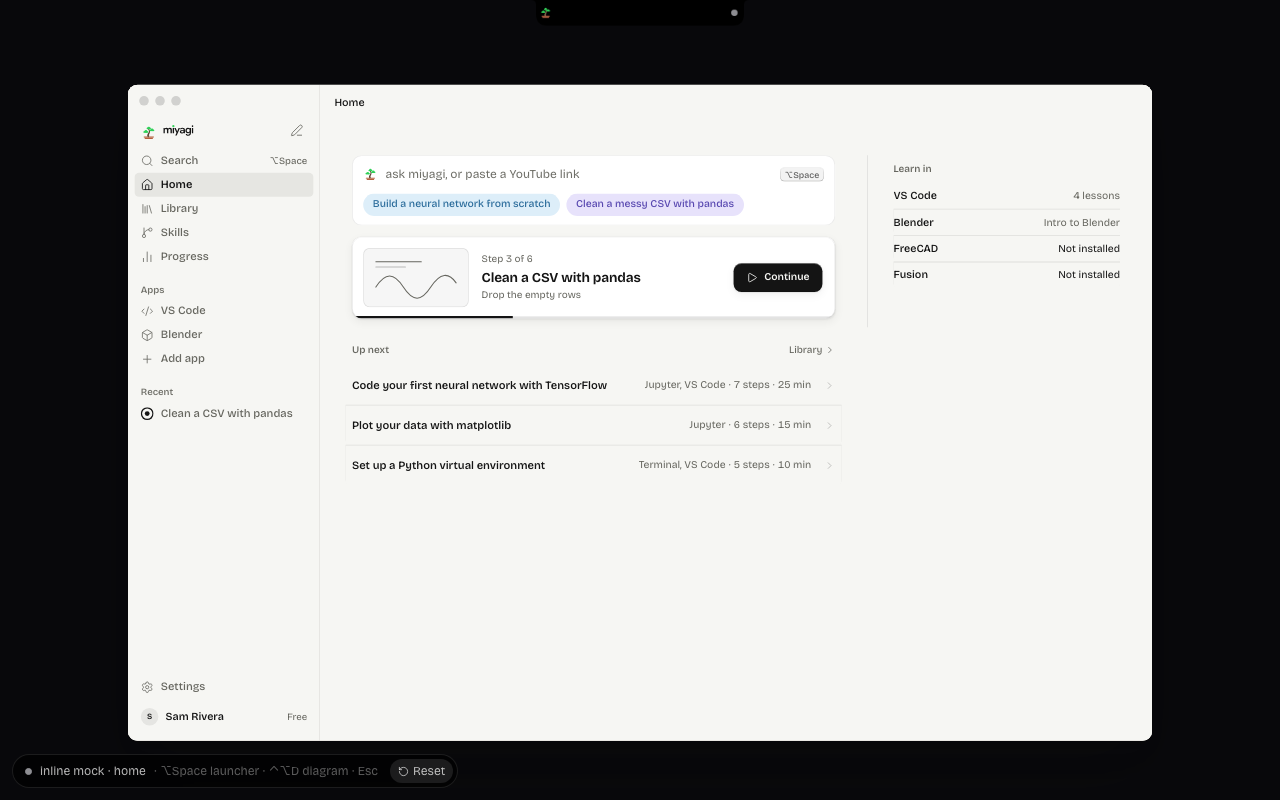 Home
miyagi
Search ⌥Space
Home
Library
Skills
Progress
Apps
VS Code
Blender
Add app
Recent
Clean a CSV with pandas
Settings
S Sam Rivera Free
ask miyagi, or paste a YouTube link ⌥Space
Build a neural network from scratch Clean a messy CSV with pandas
Step 3 of 6
Clean a CSV with pandas
Drop the empty rows
Continue
Up next Library
Code your first neural network with TensorFlow Jupyter, VS Code · 7 steps · 25 min
Plot your data with matplotlib Jupyter · 6 steps · 15 min
Set up a Python virtual environment Terminal, VS Code · 5 steps · 10 min
Learn in
VS Code 4 lessons
Blender Intro to Blender
FreeCAD Not installed
Fusion Not installed
inline mock · home · ⌥Space launcher · ^⌥D diagram · Esc Reset